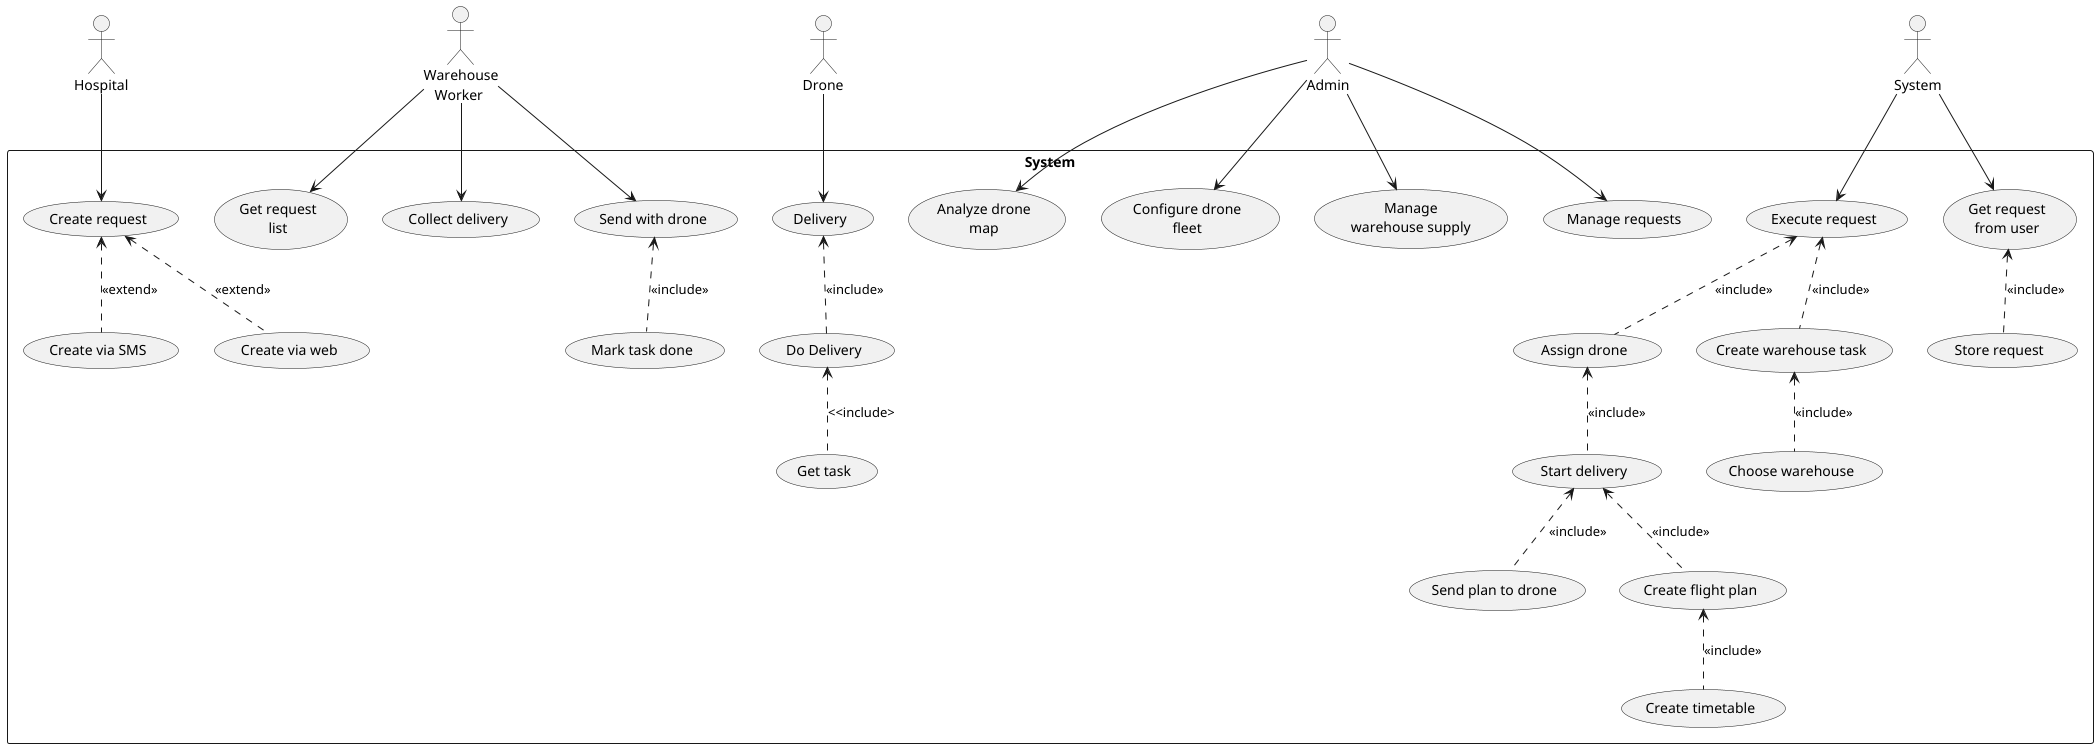 Hospital
Warehouse
Worker
Drone
Admin
System
System
Create request
Get request
list
Collect delivery
Send with drone
Delivery
Analyze drone
map
Configure drone
fleet
Manage
warehouse supply
Manage requests
Execute request
Get request
from user
«extend»
«extend»
«include»
«include»
«include»
«include»
«include»
Create via SMS
Create via web
Mark task done
Do Delivery
Assign drone
Create warehouse task
Store request
<<include>
«include»
«include»
Get task
Start delivery
Choose warehouse
«include»
«include»
Send plan to drone
Create flight plan
«include»
Create timetable